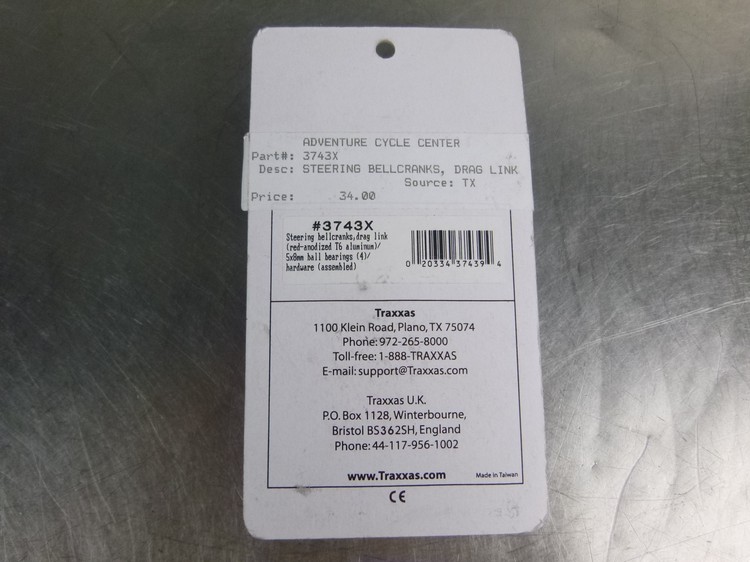 ADVENTURE CYCLE CENTER
Part#: 3743X
Desc: STEERING BELLCRANKS, DRAG LINK
Source: TX
Price: 34.00
#3743X
Steering bellcranks,drag link
(red-anodized T6 aluminum)/
5x8mm ball bearings (4)/
hardware (assembled)
0 20334 37439 4
Traxxas
1100 Klein Road, Plano, TX 75074
Phone: 972-265-8000
Toll-free: 1-888-TRAXXAS
E-mail: support@Traxxas.com
Traxxas U.K.
P.O. Box 1128, Winterbourne,
Bristol BS362SH, England
Phone: 44-117-956-1002
www.Traxxas.com
Made in Taiwan
CE